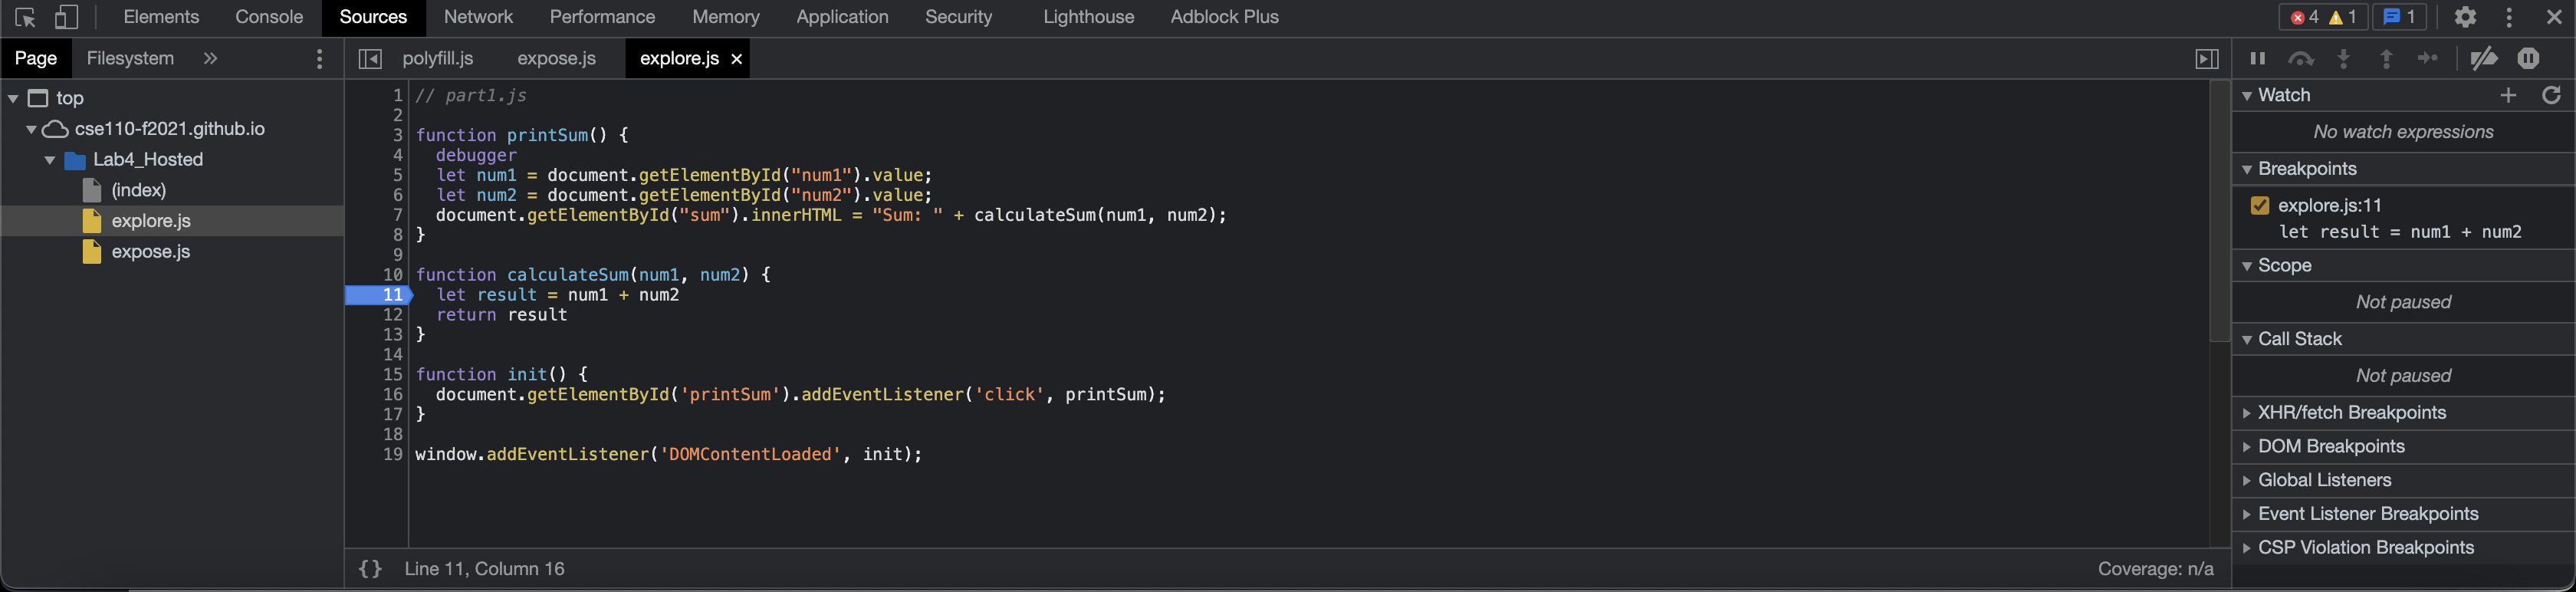 Elements Console Sources Network Performance Memory Application Security Lighthouse Adblock Plus 4 1 1
Page Filesystem polyfill.js expose.js explore.js
top
cse110-f2021.github.io
Lab4_Hosted
(index)
explore.js
expose.js
1 // part1.js
2
3 function printSum() {
4   debugger
5   let num1 = document.getElementById("num1").value;
6   let num2 = document.getElementById("num2").value;
7   document.getElementById("sum").innerHTML = "Sum: " + calculateSum(num1, num2);
8 }
9
10 function calculateSum(num1, num2) {
11   let result = num1 + num2
12   return result
13 }
14
15 function init() {
16   document.getElementById('printSum').addEventListener('click', printSum);
17 }
18
19 window.addEventListener('DOMContentLoaded', init);
{} Line 11, Column 16 Coverage: n/a
Watch
No watch expressions
Breakpoints
explore.js:11
let result = num1 + num2
Scope
Not paused
Call Stack
Not paused
XHR/fetch Breakpoints
DOM Breakpoints
Global Listeners
Event Listener Breakpoints
CSP Violation Breakpoints